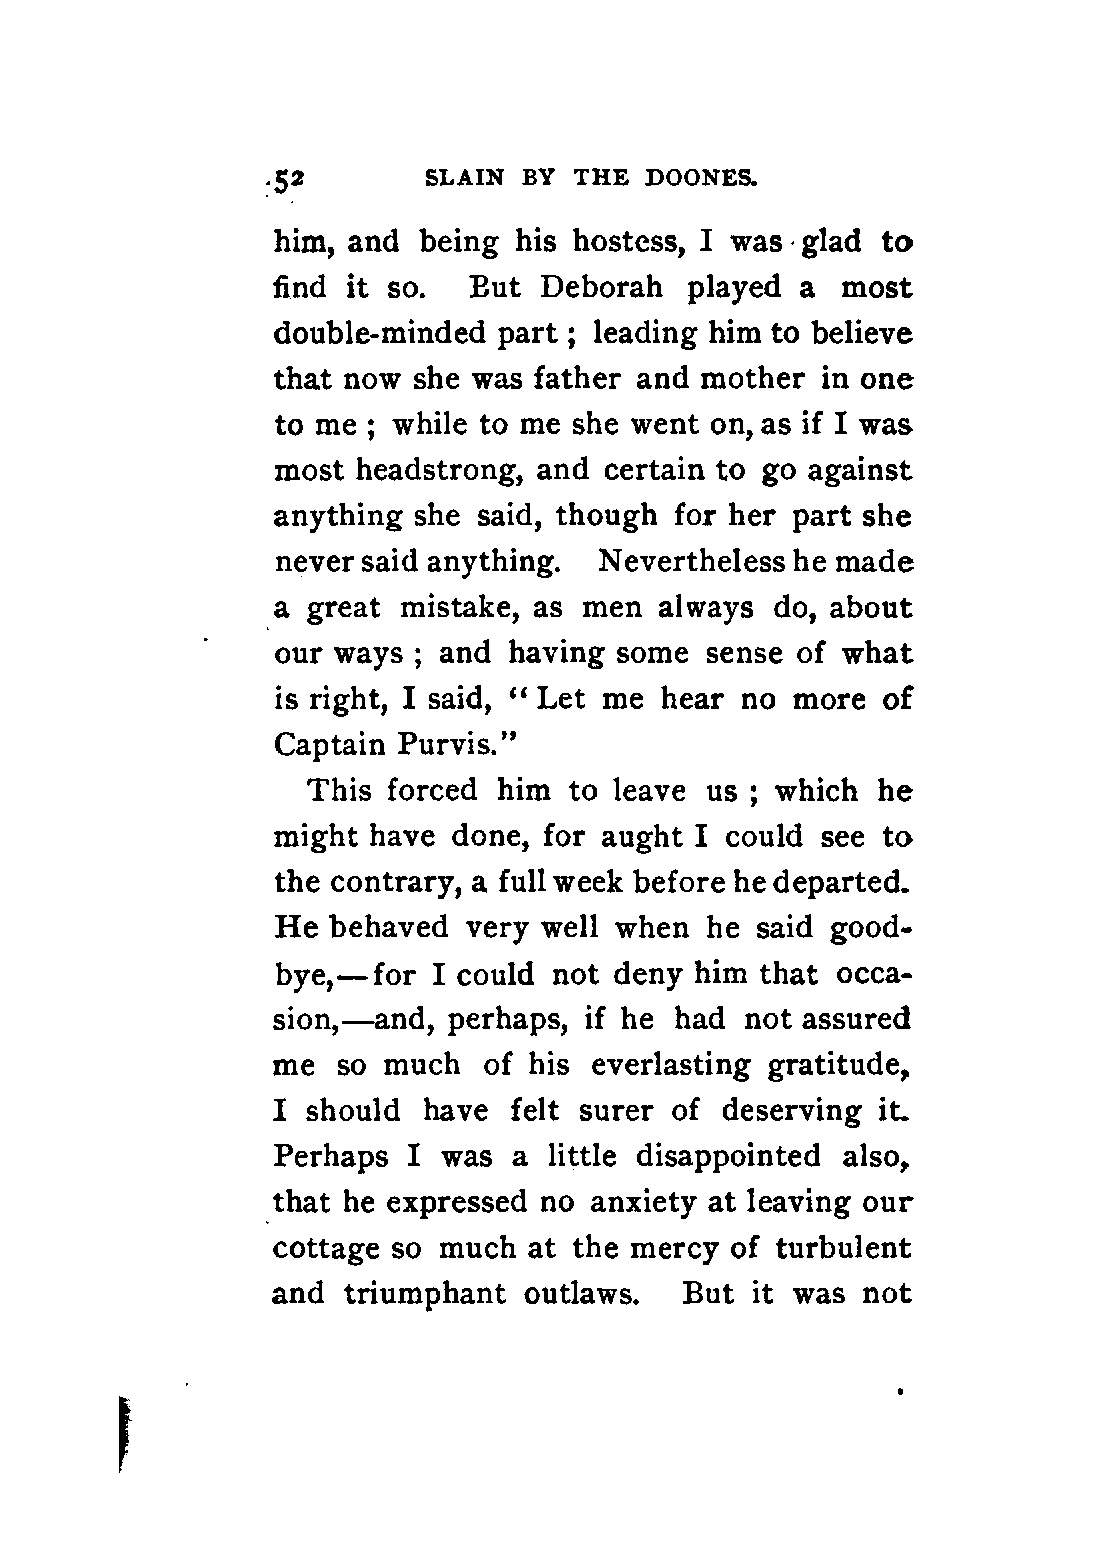 52 SLAIN BY THE DOONES.
him, and being his hostess, I was glad to
find it so. But Deborah played a most
double-minded part ; leading him to believe
that now she was father and mother in one
to me ; while to me she went on, as if I was
most headstrong, and certain to go against
anything she said, though for her part she
never said anything. Nevertheless he made
a great mistake, as men always do, about
our ways ; and having some sense of what
is right, I said, “ Let me hear no more of
Captain Purvis.”
This forced him to leave us ; which he
might have done, for aught I could see to
the contrary, a full week before he departed.
He behaved very well when he said good-
bye,—for I could not deny him that occa-
sion,—and, perhaps, if he had not assured
me so much of his everlasting gratitude,
I should have felt surer of deserving it.
Perhaps I was a little disappointed also,
that he expressed no anxiety at leaving our
cottage so much at the mercy of turbulent
and triumphant outlaws. But it was not